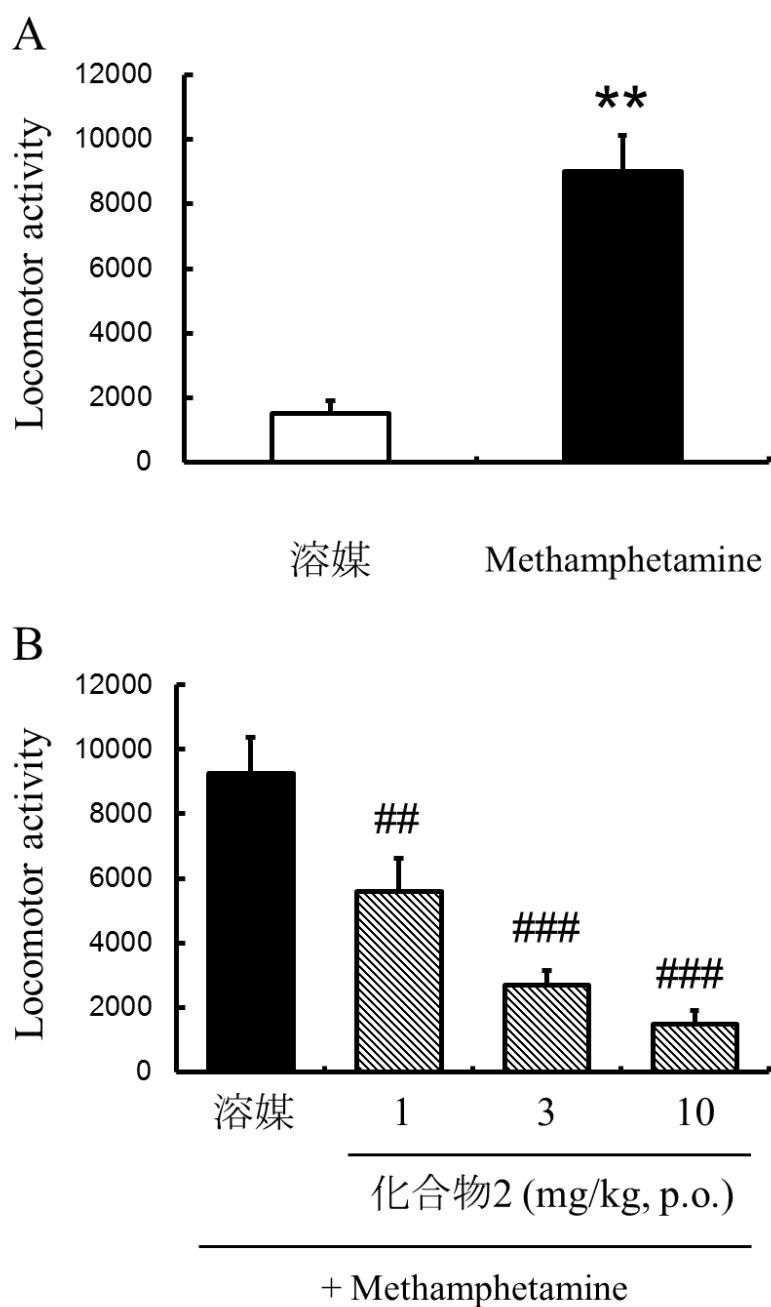 A
12000
10000
8000
6000
4000
2000
0
Locomotor activity
**
溶媒 Methamphetamine
B
12000
10000
8000
6000
4000
2000
0
Locomotor activity
##
###
###
溶媒 1 3 10
化合物2 (mg/kg, p.o.)
+ Methamphetamine